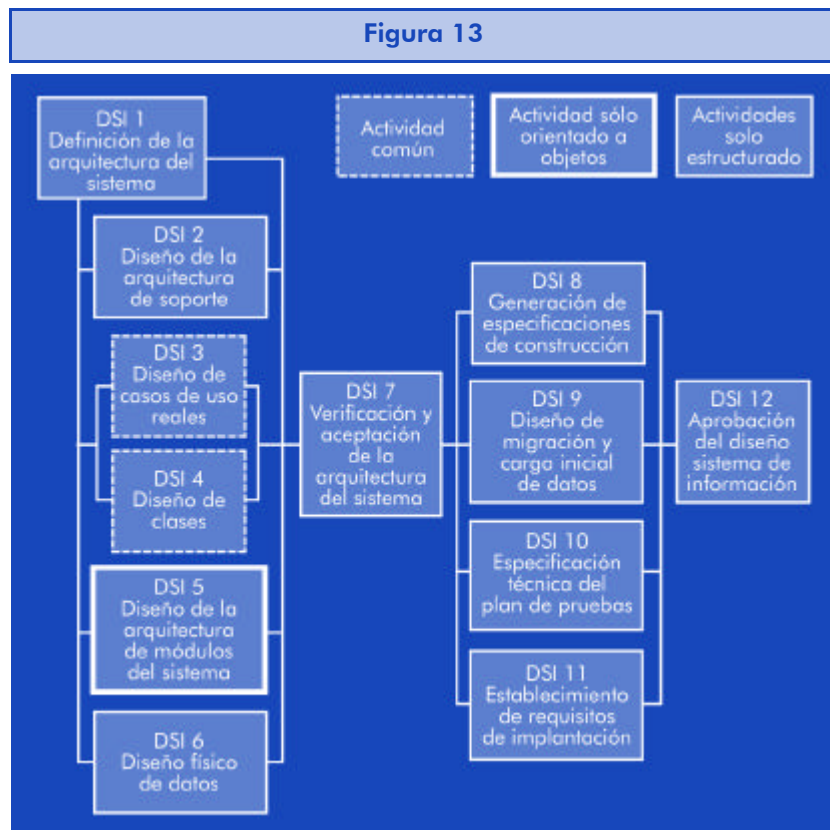 Figura 13
DSI 1
Definición de la
arquitectura del
sistema
Actividad
común
Actividad sólo
orientado a
objetos
Actividades
solo
estructurado
DSI 2
Diseño de la
arquitectura
de soporte
DSI 3
Diseño de
casos de uso
reales
DSI 4
Diseño de
clases
DSI 5
Diseño de la
arquitectura
de módulos
del sistema
DSI 6
Diseño físico
de datos
DSI 7
Verificación y
aceptación
de la
arquitectura
del sistema
DSI 8
Generación de
especificaciones
de construcción
DSI 9
Diseño de
migración y
carga inicial
de datos
DSI 10
Especificación
técnica del
plan de pruebas
DSI 11
Establecimiento
de requisitos
de implantación
DSI 12
Aprobación
del diseño
sistema de
información